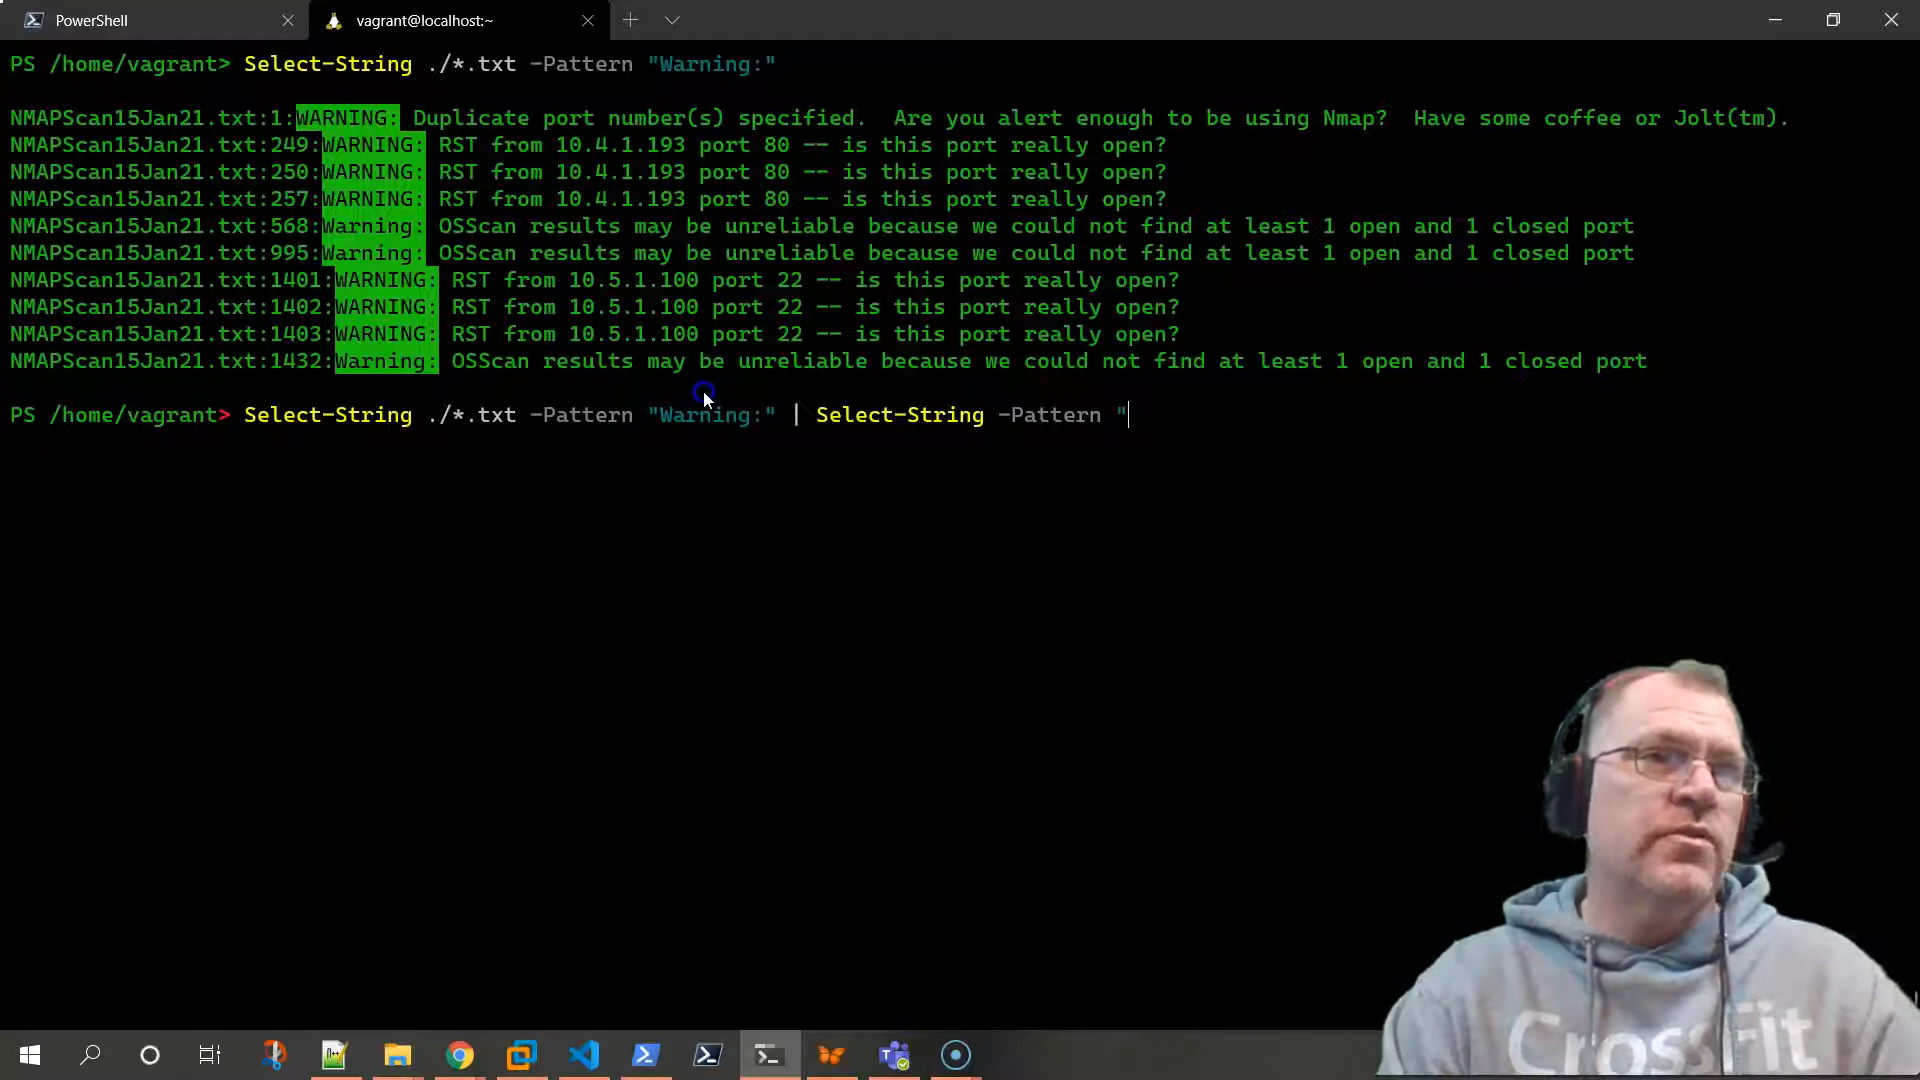 PowerShell
vagrant@localhost:~
PS /home/vagrant> Select-String ./*.txt -Pattern "Warning:"
NMAPScan15Jan21.txt:1:WARNING: Duplicate port number(s) specified.  Are you alert enough to be using Nmap?  Have some coffee or Jolt(tm).
NMAPScan15Jan21.txt:249:WARNING: RST from 10.4.1.193 port 80 -- is this port really open?
NMAPScan15Jan21.txt:250:WARNING: RST from 10.4.1.193 port 80 -- is this port really open?
NMAPScan15Jan21.txt:257:WARNING: RST from 10.4.1.193 port 80 -- is this port really open?
NMAPScan15Jan21.txt:568:Warning: OSScan results may be unreliable because we could not find at least 1 open and 1 closed port
NMAPScan15Jan21.txt:995:Warning: OSScan results may be unreliable because we could not find at least 1 open and 1 closed port
NMAPScan15Jan21.txt:1401:WARNING: RST from 10.5.1.100 port 22 -- is this port really open?
NMAPScan15Jan21.txt:1402:WARNING: RST from 10.5.1.100 port 22 -- is this port really open?
NMAPScan15Jan21.txt:1403:WARNING: RST from 10.5.1.100 port 22 -- is this port really open?
NMAPScan15Jan21.txt:1432:Warning: OSScan results may be unreliable because we could not find at least 1 open and 1 closed port
PS /home/vagrant> Select-String ./*.txt -Pattern "Warning:" | Select-String -Pattern "
CrossFit